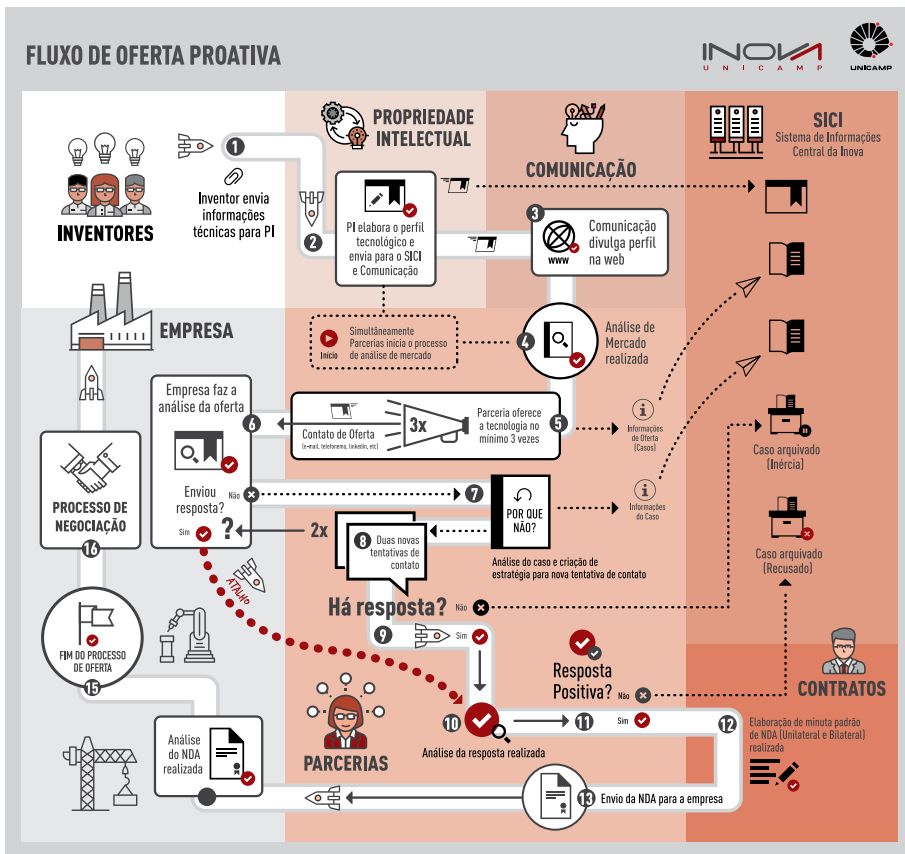 FLUXO DE OFERTA PROATIVA
INOVA
UNICAMP
UNICAMP
INVENTORES
1
Inventor envia
informações
técnicas para PI
PROPRIEDADE
INTELECTUAL
2
PI elabora o perfil
tecnológico e
envia para o SICI
e Comunicação
COMUNICAÇÃO
3
WWW
Comunicação
divulga perfil
na web
SICI
Sistema de Informações
Central da Inova
Início
Simultâneamente
Parcerias inicia o processo
de análise de mercado
4
Análise de
Mercado
realizada
EMPRESA
Empresa faz a
análise da oferta
6
Contato de Oferta
(e-mail, telefonema, linkedin, etc)
3x
Parceria oferece
a tecnologia no
mínimo 3 vezes
5
i
Informações
de Oferta
(Casos)
Enviou
resposta?
Não
Sim
?
7
POR QUE
NÃO?
Análise do caso e criação de
estratégia para nova tentativa de contato
i
Informações
do Caso
2x
8
Duas novas
tentativas de
contato
Caso arquivado
(Inércia)
Caso arquivado
(Recusado)
Há resposta?
Não
9
Sim
ATALHO
PARCERIAS
10
Análise da resposta realizada
Resposta
Positiva?
Não
11
Sim
CONTRATOS
12
Elaboração de minuta padrão
de NDA (Unilateral e Bilateral)
realizada
13
Envio da NDA para a empresa
Análise
do NDA
realizada
15
FIM DO PROCESSO
DE OFERTA
16
PROCESSO DE
NEGOCIAÇÃO